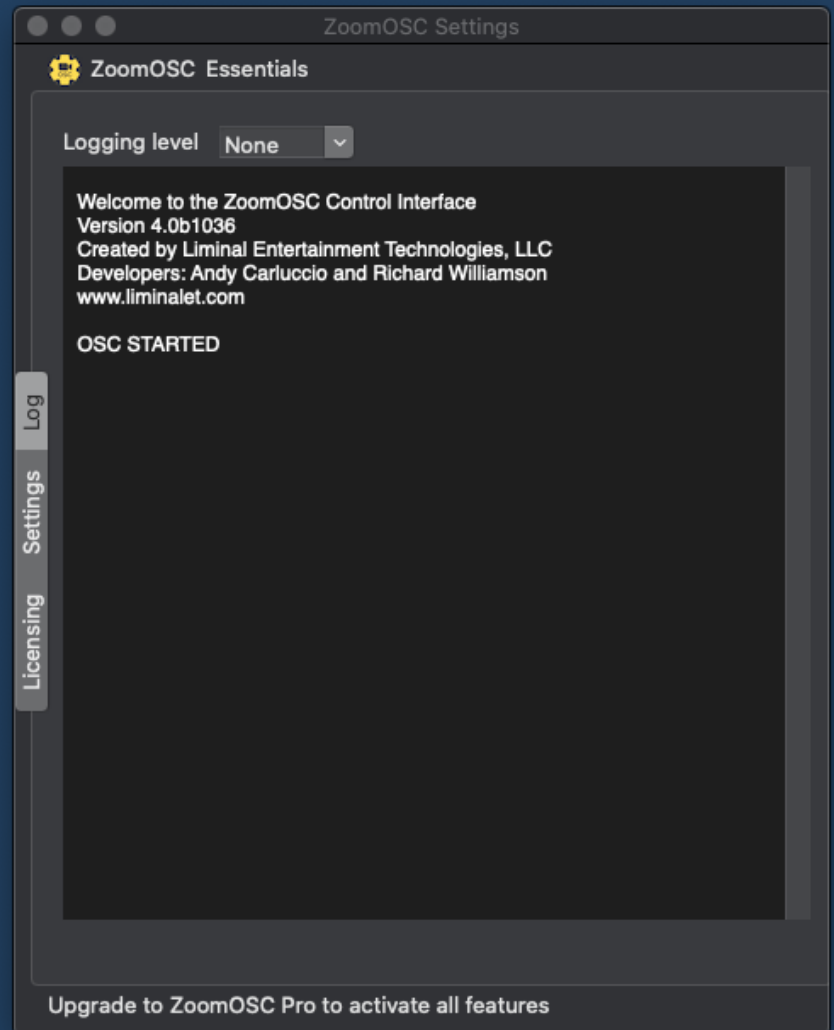 ZoomOSC Settings
ZoomOSC Essentials
Logging level None
Welcome to the ZoomOSC Control Interface
Version 4.0b1036
Created by Liminal Entertainment Technologies, LLC
Developers: Andy Carluccio and Richard Williamson
www.liminalet.com
OSC STARTED
Log
Settings
Licensing
Upgrade to ZoomOSC Pro to activate all features